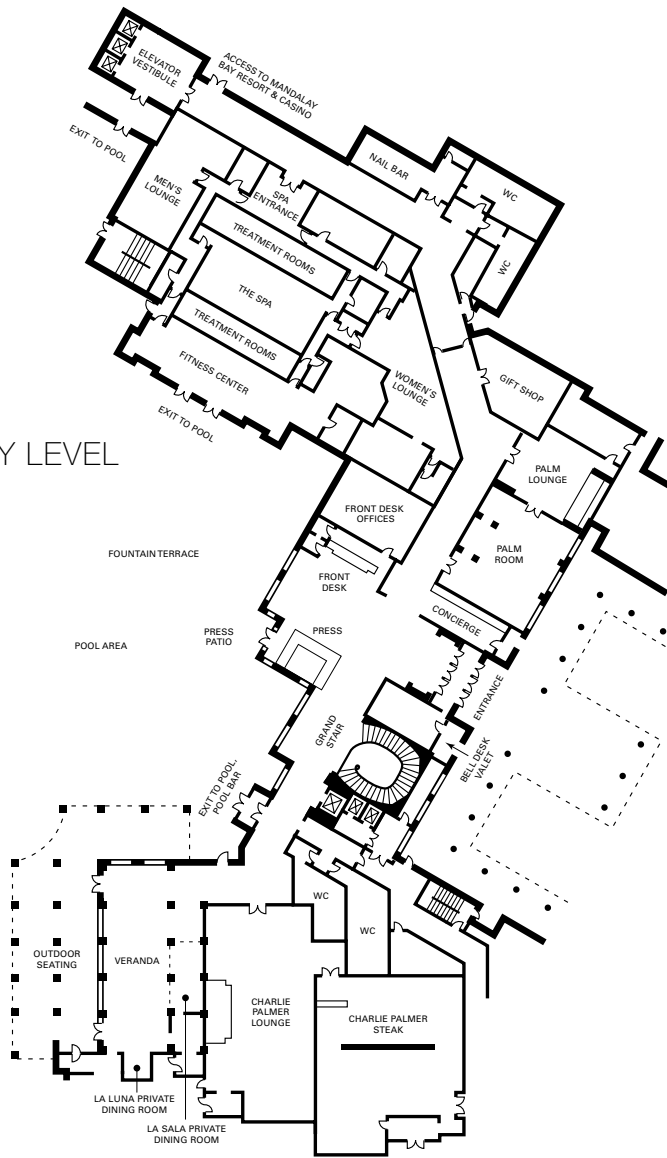 ELEVATOR
VESTIBULE
ACCESS TO MANDALAY
BAY RESORT & CASINO
EXIT TO POOL
NAIL BAR
WC
MEN'S
LOUNGE
SPA
ENTRANCE
WC
TREATMENT ROOMS
THE SPA
TREATMENT ROOMS
FITNESS CENTER
WOMEN'S
LOUNGE
GIFT SHOP
EXIT TO POOL
Y LEVEL
PALM
LOUNGE
FRONT DESK
OFFICES
FOUNTAIN TERRACE
PALM
ROOM
FRONT
DESK
CONCIERGE
PRESS
PATIO
PRESS
POOL AREA
ENTRANCE
GRAND
STAIR
BELL DESK
VALET
EXIT TO POOL,
POOL BAR
WC
WC
OUTDOOR
SEATING
VERANDA
CHARLIE
PALMER
LOUNGE
CHARLIE PALMER
STEAK
LA LUNA PRIVATE
DINING ROOM
LA SALA PRIVATE
DINING ROOM